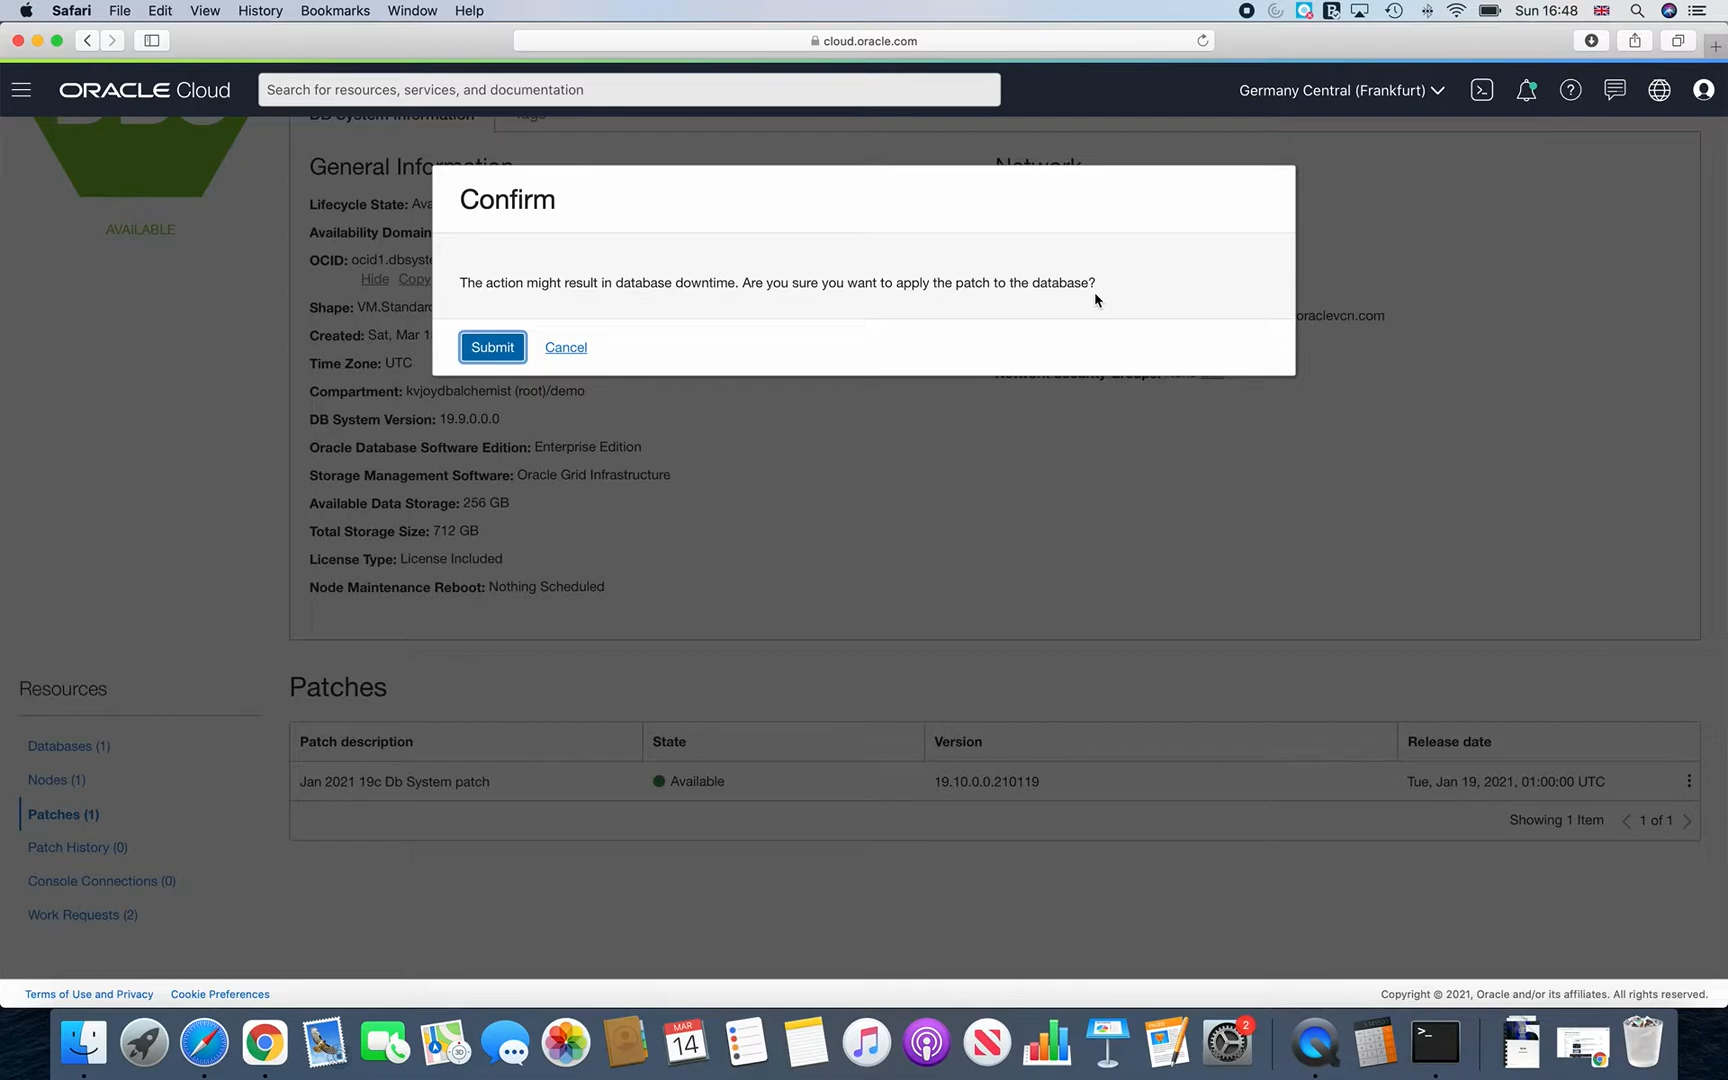 Safari File Edit View History Bookmarks Window Help
Sun 16:48
cloud.oracle.com
ORACLE Cloud
Search for resources, services, and documentation
Germany Central (Frankfurt)
DB System Information
Tags
AVAILABLE
General Information
Network
Lifecycle State: Ava
Availability Domain
OCID: ocid1.dbsyste
Hide Copy
Shape: VM.Standard
Created: Sat, Mar 1
Time Zone: UTC
Compartment: kvjoydbalchemist (root)/demo
DB System Version: 19.9.0.0.0
Oracle Database Software Edition: Enterprise Edition
Storage Management Software: Oracle Grid Infrastructure
Available Data Storage: 256 GB
Total Storage Size: 712 GB
License Type: License Included
Node Maintenance Reboot: Nothing Scheduled
oraclevcn.com
Confirm
The action might result in database downtime. Are you sure you want to apply the patch to the database?
Submit Cancel
Resources
Databases (1)
Nodes (1)
Patches (1)
Patch History (0)
Console Connections (0)
Work Requests (2)
Patches
Patch description State Version Release date
Jan 2021 19c Db System patch Available 19.10.0.0.210119 Tue, Jan 19, 2021, 01:00:00 UTC
Showing 1 Item 1 of 1
Terms of Use and Privacy Cookie Preferences
Copyright © 2021, Oracle and/or its affiliates. All rights reserved.
MAR
14
2